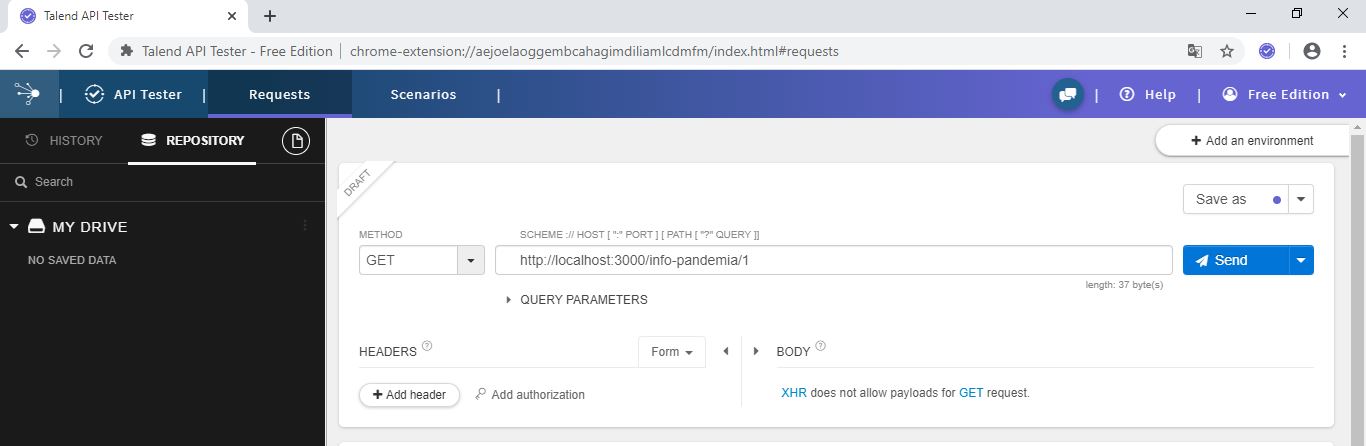 Talend API Tester
Talend API Tester - Free Edition | chrome-extension://aejoelaoggembcahagimdiliamlcdmfm/index.html#requests
| API Tester | Requests Scenarios | | Help | Free Edition
HISTORY REPOSITORY
+ Add an environment
Search
DRAFT
Save as
MY DRIVE
METHOD SCHEME :// HOST [ ":" PORT ] [ PATH [ "?" QUERY ]]
NO SAVED DATA
GET http://localhost:3000/info-pandemia/1 Send
length: 37 byte(s)
QUERY PARAMETERS
HEADERS ? Form BODY ?
+ Add header Add authorization XHR does not allow payloads for GET request.